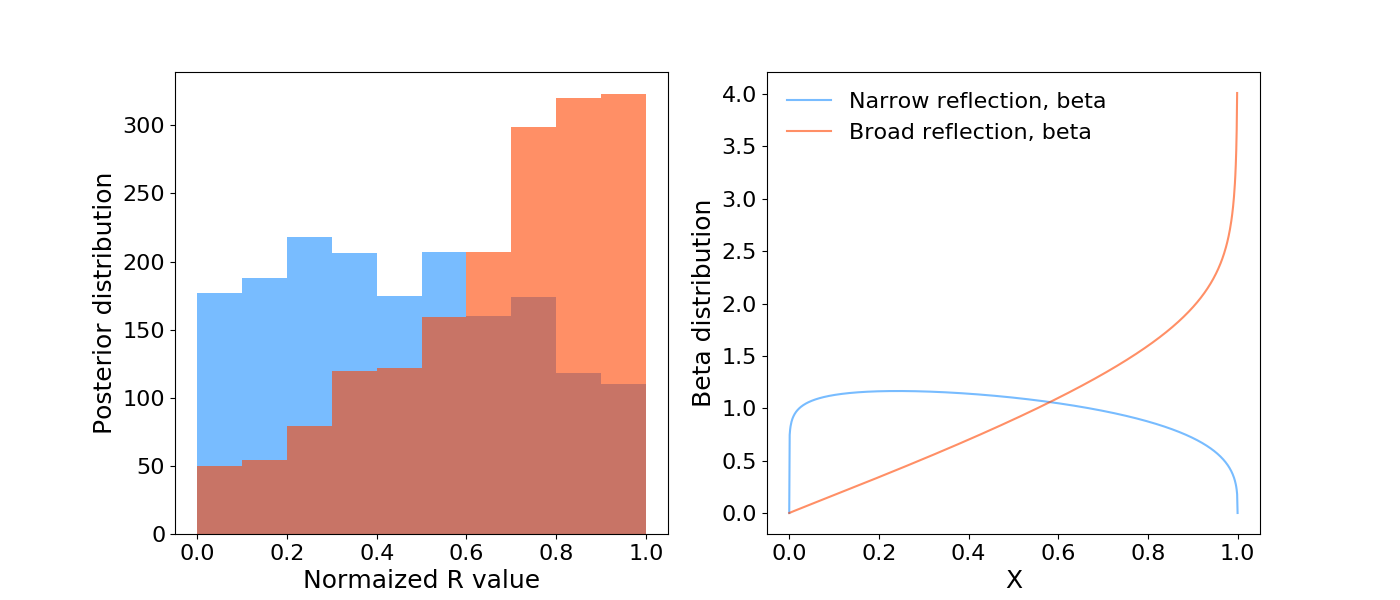 Posterior distribution
300
250
200
150
100
50
0
0.0 0.2 0.4 0.6 0.8 1.0
Normaized R value
Beta distribution
4.0
3.5
3.0
2.5
2.0
1.5
1.0
0.5
0.0
Narrow reflection, beta
Broad reflection, beta
0.0 0.2 0.4 0.6 0.8 1.0
X